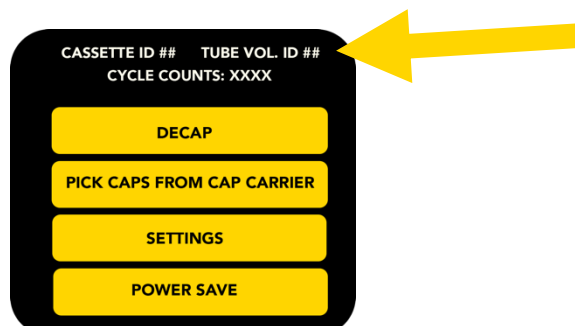 CASSETTE ID ## TUBE VOL. ID ##
CYCLE COUNTS: XXXX
DECAP
PICK CAPS FROM CAP CARRIER
SETTINGS
POWER SAVE